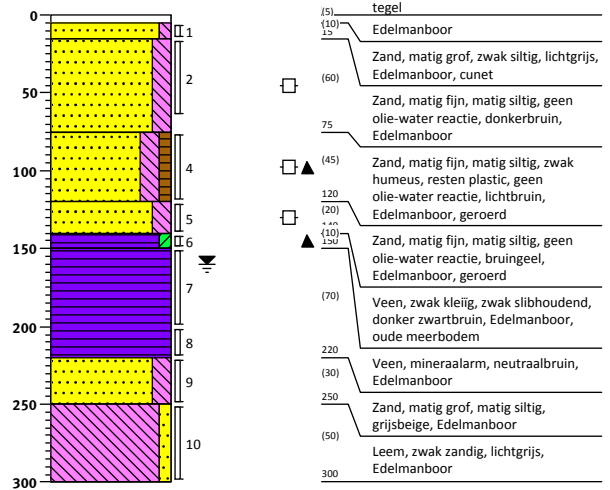 0
50
100
150
200
250
300
1
2
4
5
6
7
8
9
10
(5)
tegel
(10)
Edelmanboor
15
Zand, matig grof, zwak siltig, lichtgrijs,
Edelmanboor, cunet
(60)
Zand, matig fijn, matig siltig, geen
olie-water reactie, donkerbruin,
Edelmanboor
75
(45)
Zand, matig fijn, matig siltig, zwak
humeus, resten plastic, geen
olie-water reactie, lichtbruin,
Edelmanboor, geroerd
120
(20)
140
(10)
150
Zand, matig fijn, matig siltig, geen
olie-water reactie, bruingeel,
Edelmanboor, geroerd
(70)
Veen, zwak kleiïg, zwak slibhoudend,
donker zwartbruin, Edelmanboor,
oude meerbodem
220
(30)
Veen, mineraalarm, neutraalbruin,
Edelmanboor
250
Zand, matig grof, matig siltig,
grijsbeige, Edelmanboor
(50)
Leem, zwak zandig, lichtgrijs,
Edelmanboor
300